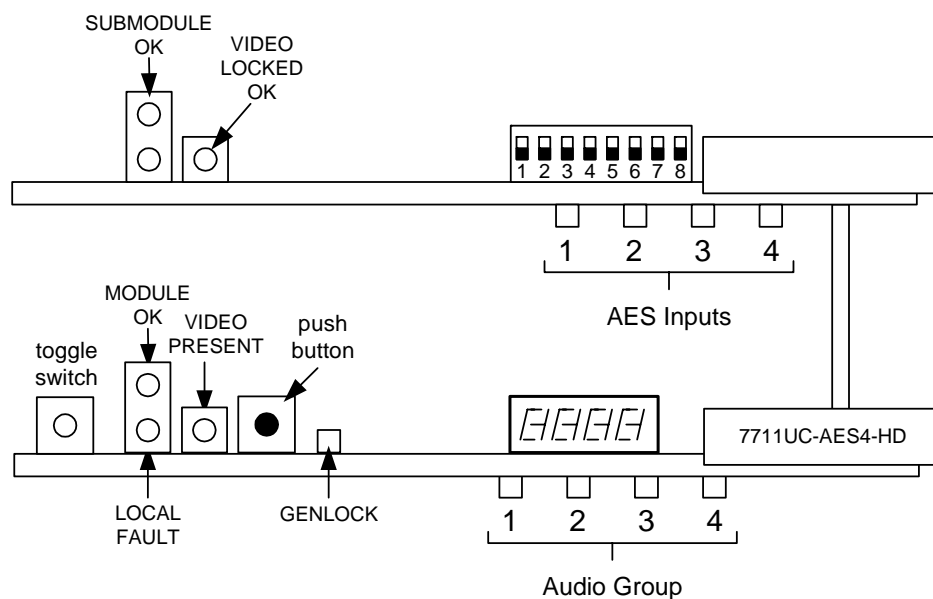 SUBMODULE
OK
VIDEO
LOCKED
OK
1 2 3 4 5 6 7 8
1 2 3 4
AES Inputs
MODULE
OK
VIDEO
PRESENT
toggle
switch
push
button
7711UC-AES4-HD
LOCAL
FAULT
GENLOCK
1 2 3 4
Audio Group